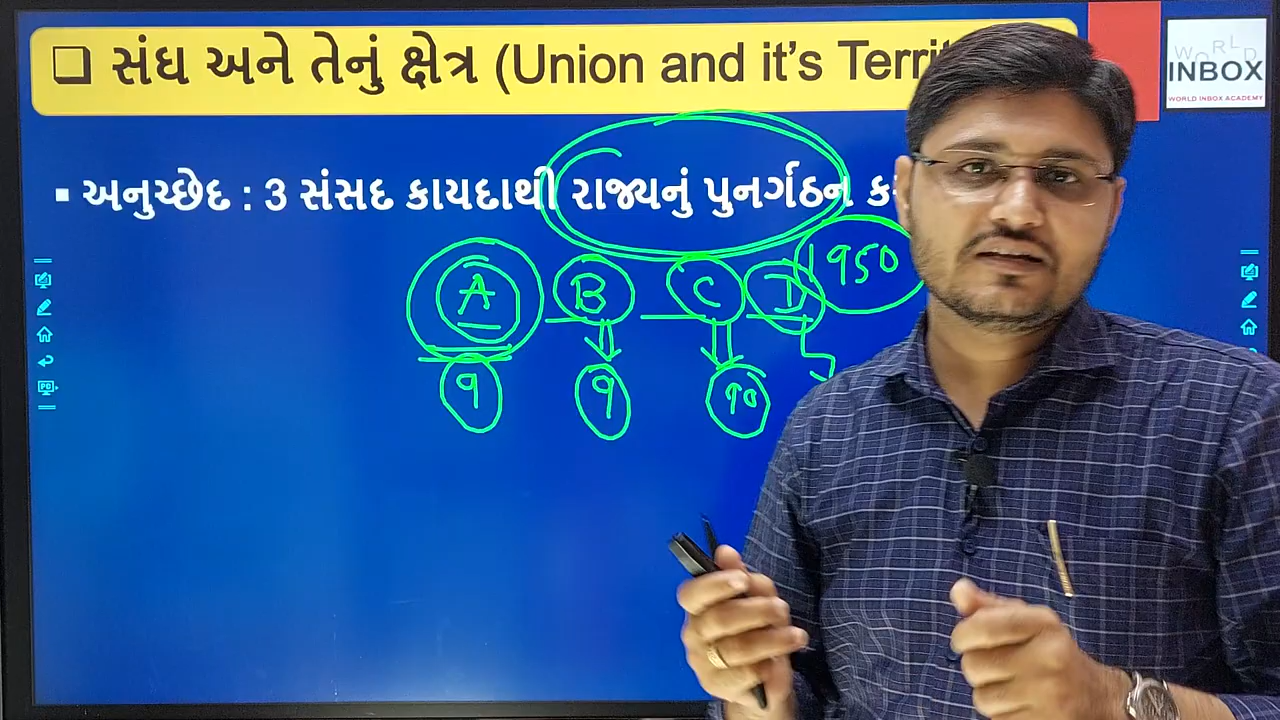 ❑ સંઘ અને તેનું ક્ષેત્ર (Union and it's Terri
WORLD
INBOX
WORLD INBOX ACADEMY
▪ અનુચ્છેદ : 3 સંસદ કાયદાથી રાજ્યનું પુનર્ગઠન
A B C D 1950
9 9 10